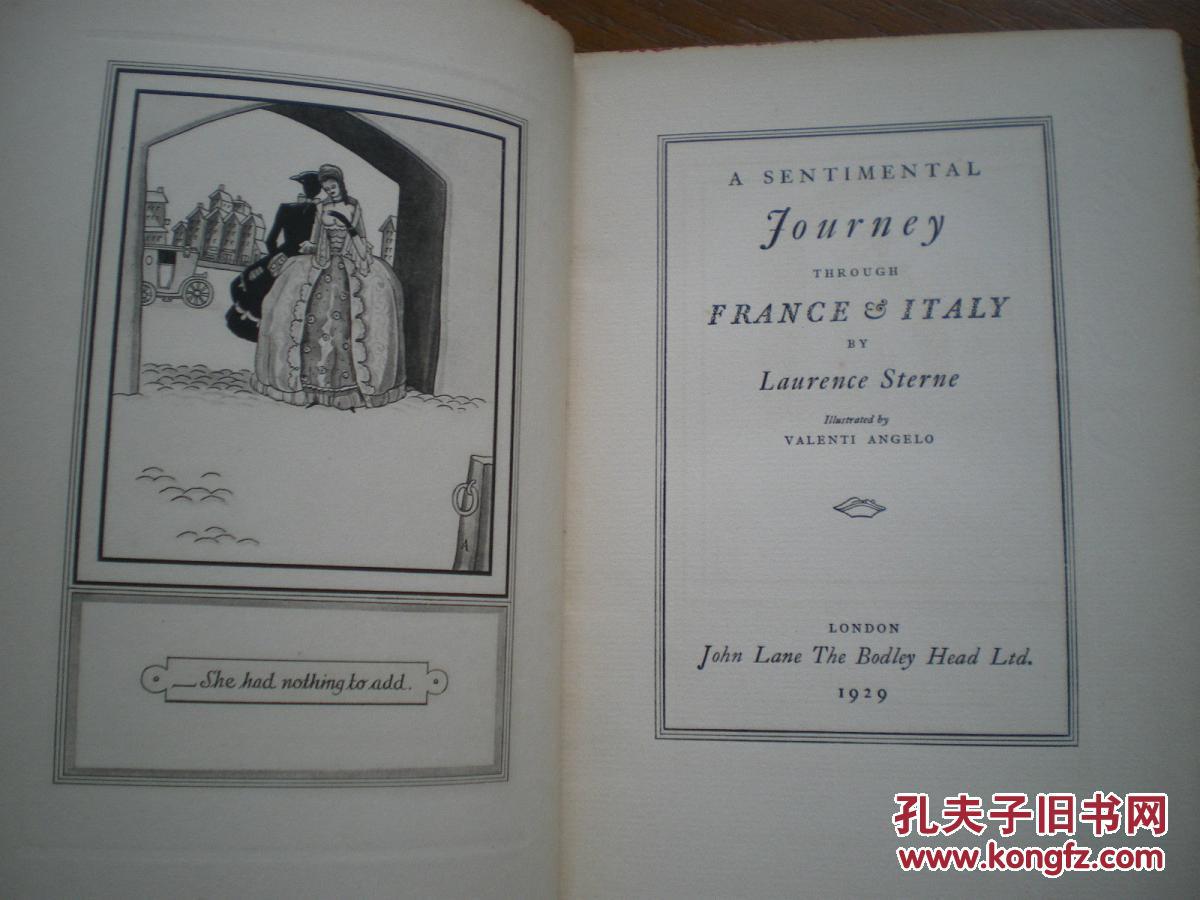 —She had nothing to add.
A SENTIMENTAL
Journey
THROUGH
FRANCE & ITALY
BY
Laurence Sterne
Illustrated by
VALENTI ANGELO
LONDON
John Lane The Bodley Head Ltd.
1929
A
孔夫子旧书网
www.kongfz.com